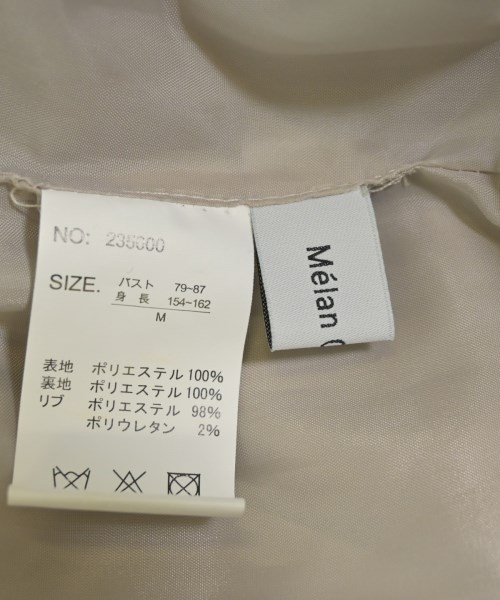 NO: 235000
SIZE. バスト 79~87
身長 154~162
M
表地 ポリエステル 100%
裏地 ポリエステル 100%
リブ ポリエステル 98%
ポリウレタン 2%
Mélan